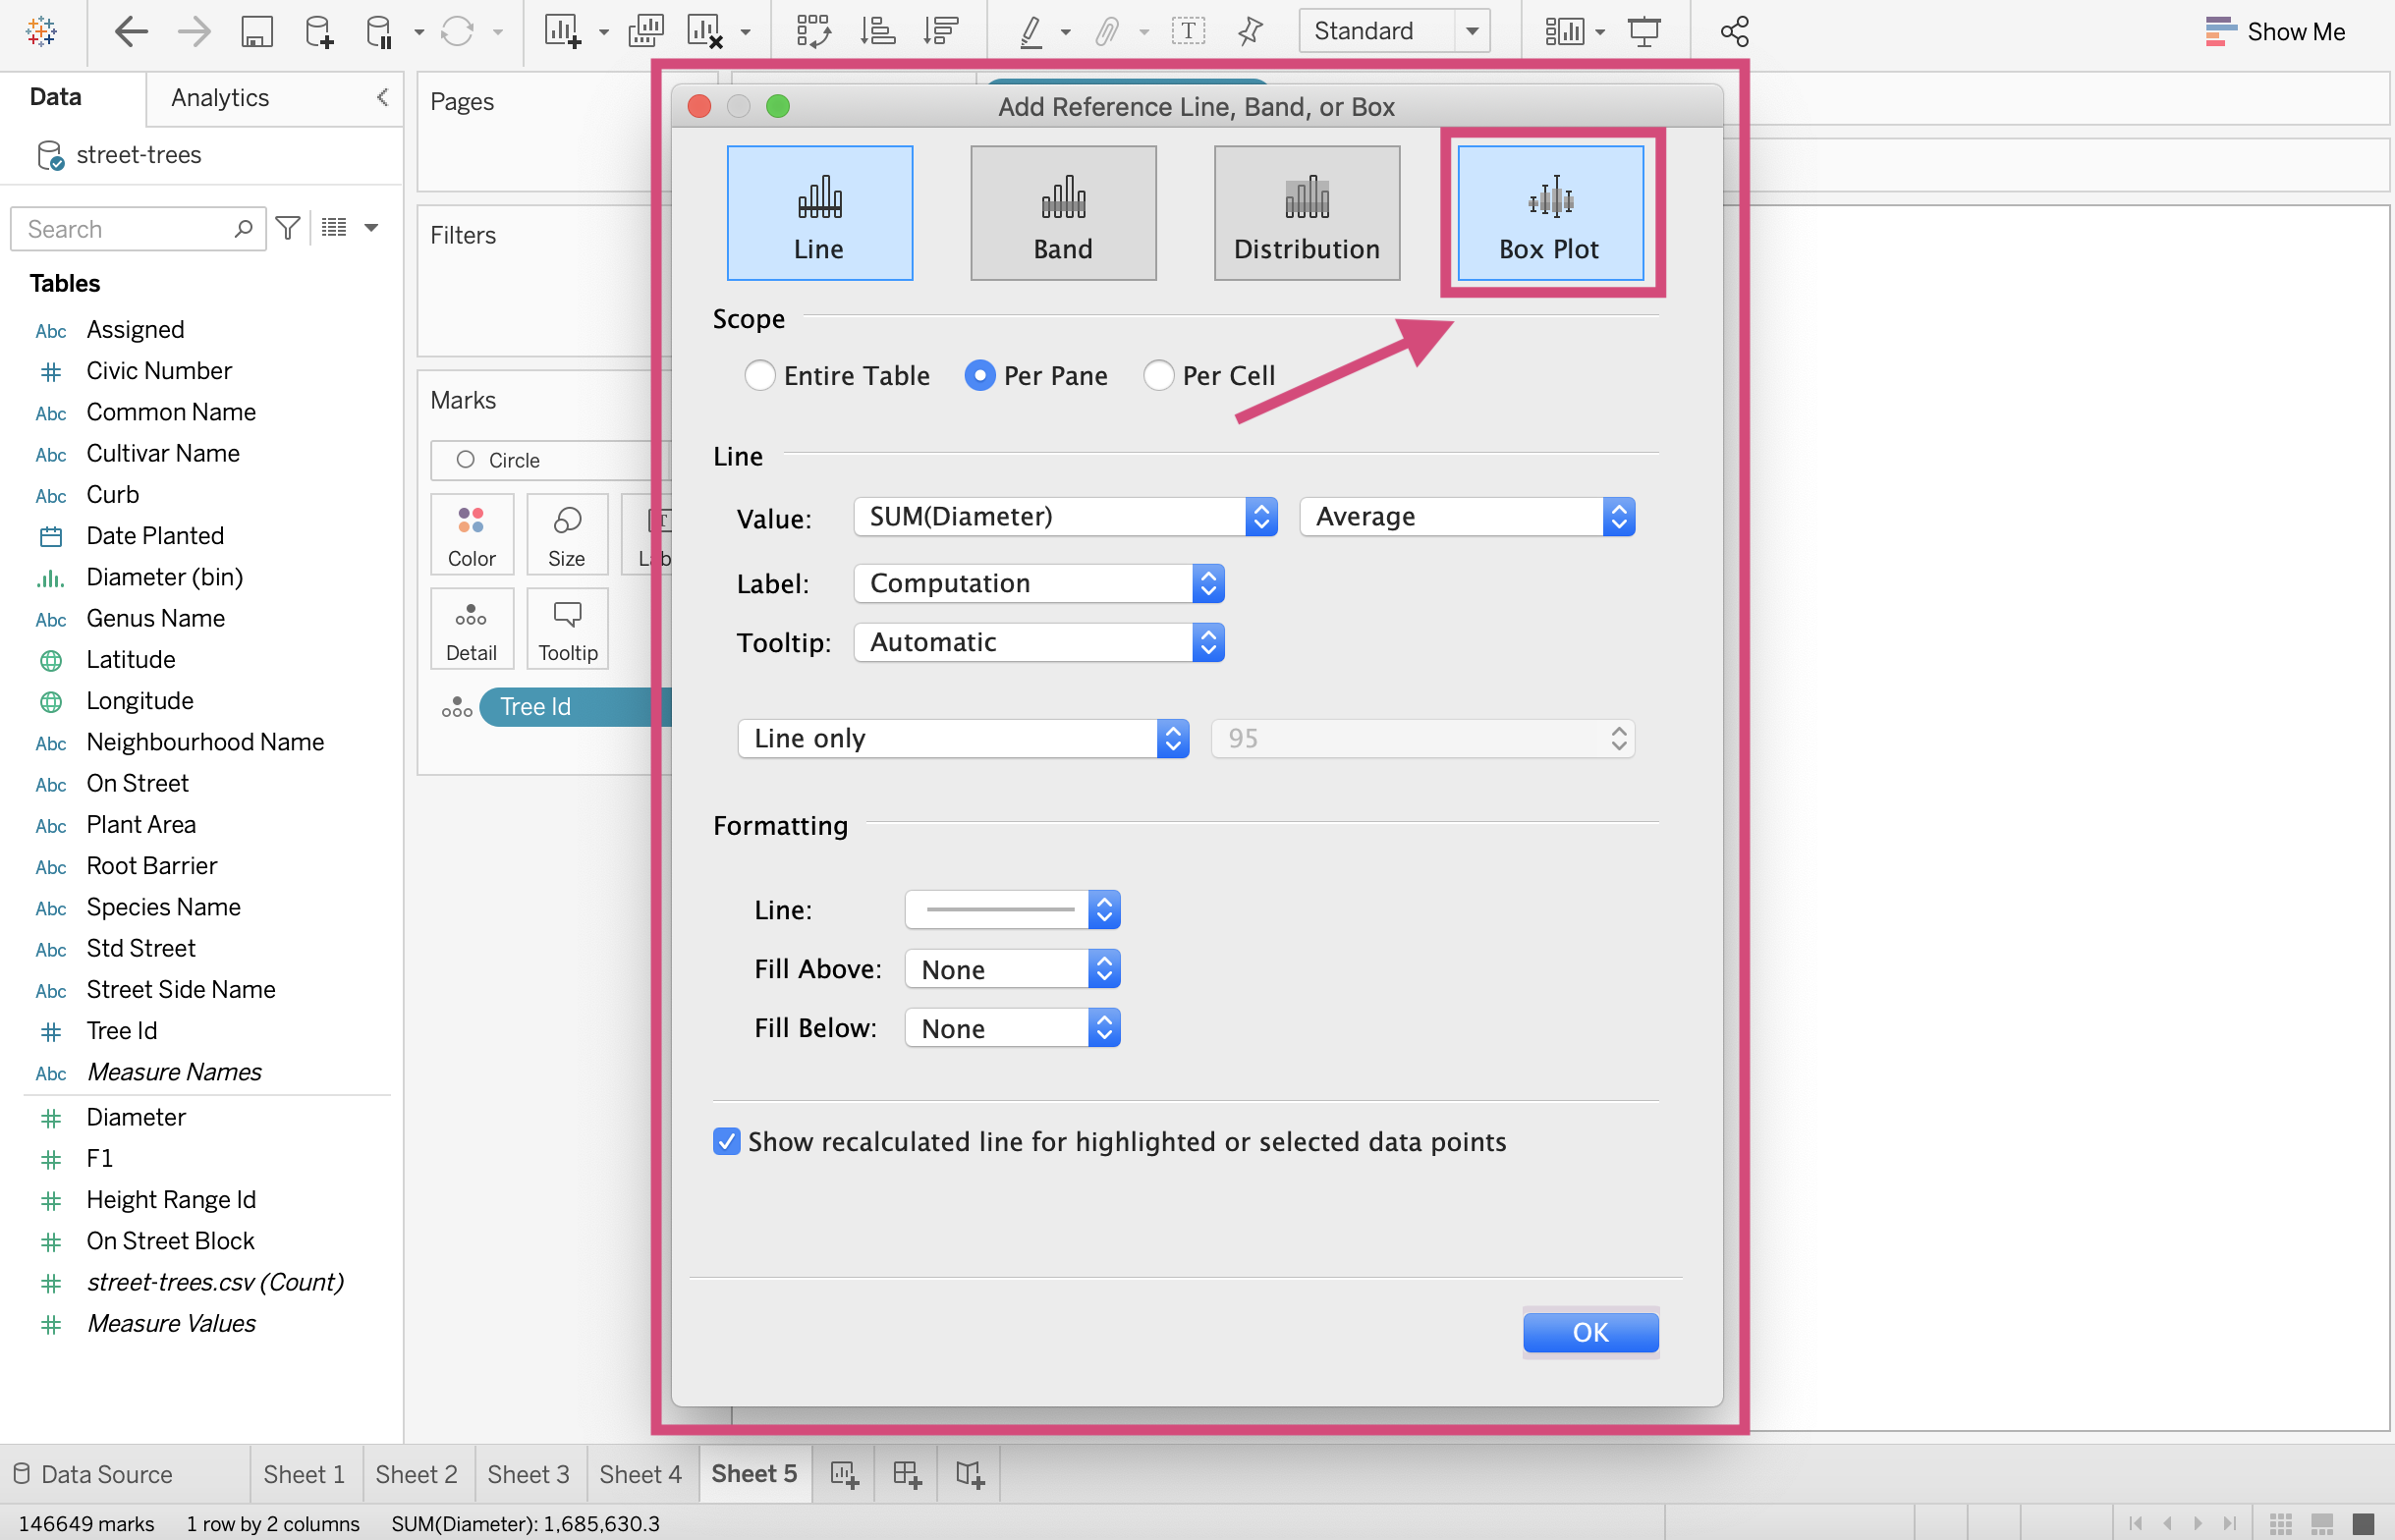 Standard
Show Me
Data
Analytics
street-trees
Search
Tables
Abc Assigned
Civic Number
Abc Common Name
Abc Cultivar Name
Abc Curb
Date Planted
Diameter (bin)
Abc Genus Name
Latitude
Longitude
Abc Neighbourhood Name
Abc On Street
Abc Plant Area
Abc Root Barrier
Abc Species Name
Abc Std Street
Abc Street Side Name
Tree Id
Abc Measure Names
Diameter
F1
Height Range Id
On Street Block
street-trees.csv (Count)
Measure Values
Pages
Filters
Marks
Circle
Color
Size
Lab
Detail
Tooltip
Tree Id
Add Reference Line, Band, or Box
Line
Band
Distribution
Box Plot
Scope
Entire Table
Per Pane
Per Cell
Line
Value: SUM(Diameter) Average
Label: Computation
Tooltip: Automatic
Line only 95
Formatting
Line:
Fill Above: None
Fill Below: None
Show recalculated line for highlighted or selected data points
OK
Data Source
Sheet 1
Sheet 2
Sheet 3
Sheet 4
Sheet 5
146649 marks 1 row by 2 columns SUM(Diameter): 1,685,630.3